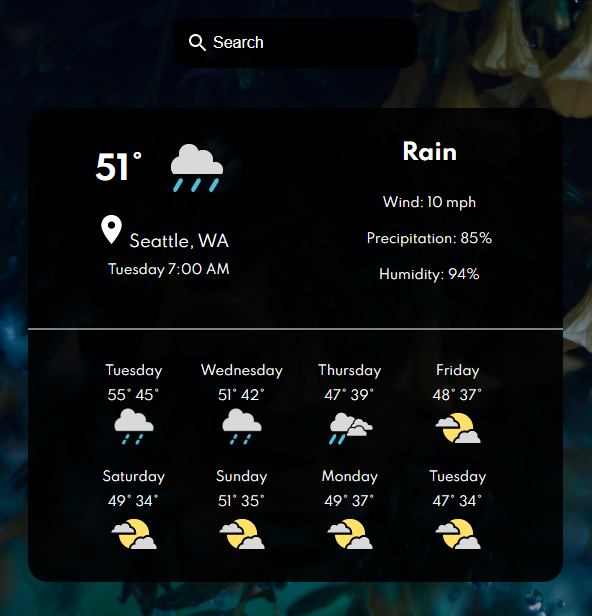 Search
51°
Rain
Wind: 10 mph
Precipitation: 85%
Humidity: 94%
Seattle, WA
Tuesday 7:00 AM
Tuesday Wednesday Thursday Friday
55° 45° 51° 42° 47° 39° 48° 37°
Saturday Sunday Monday Tuesday
49° 34° 51° 35° 49° 37° 47° 34°